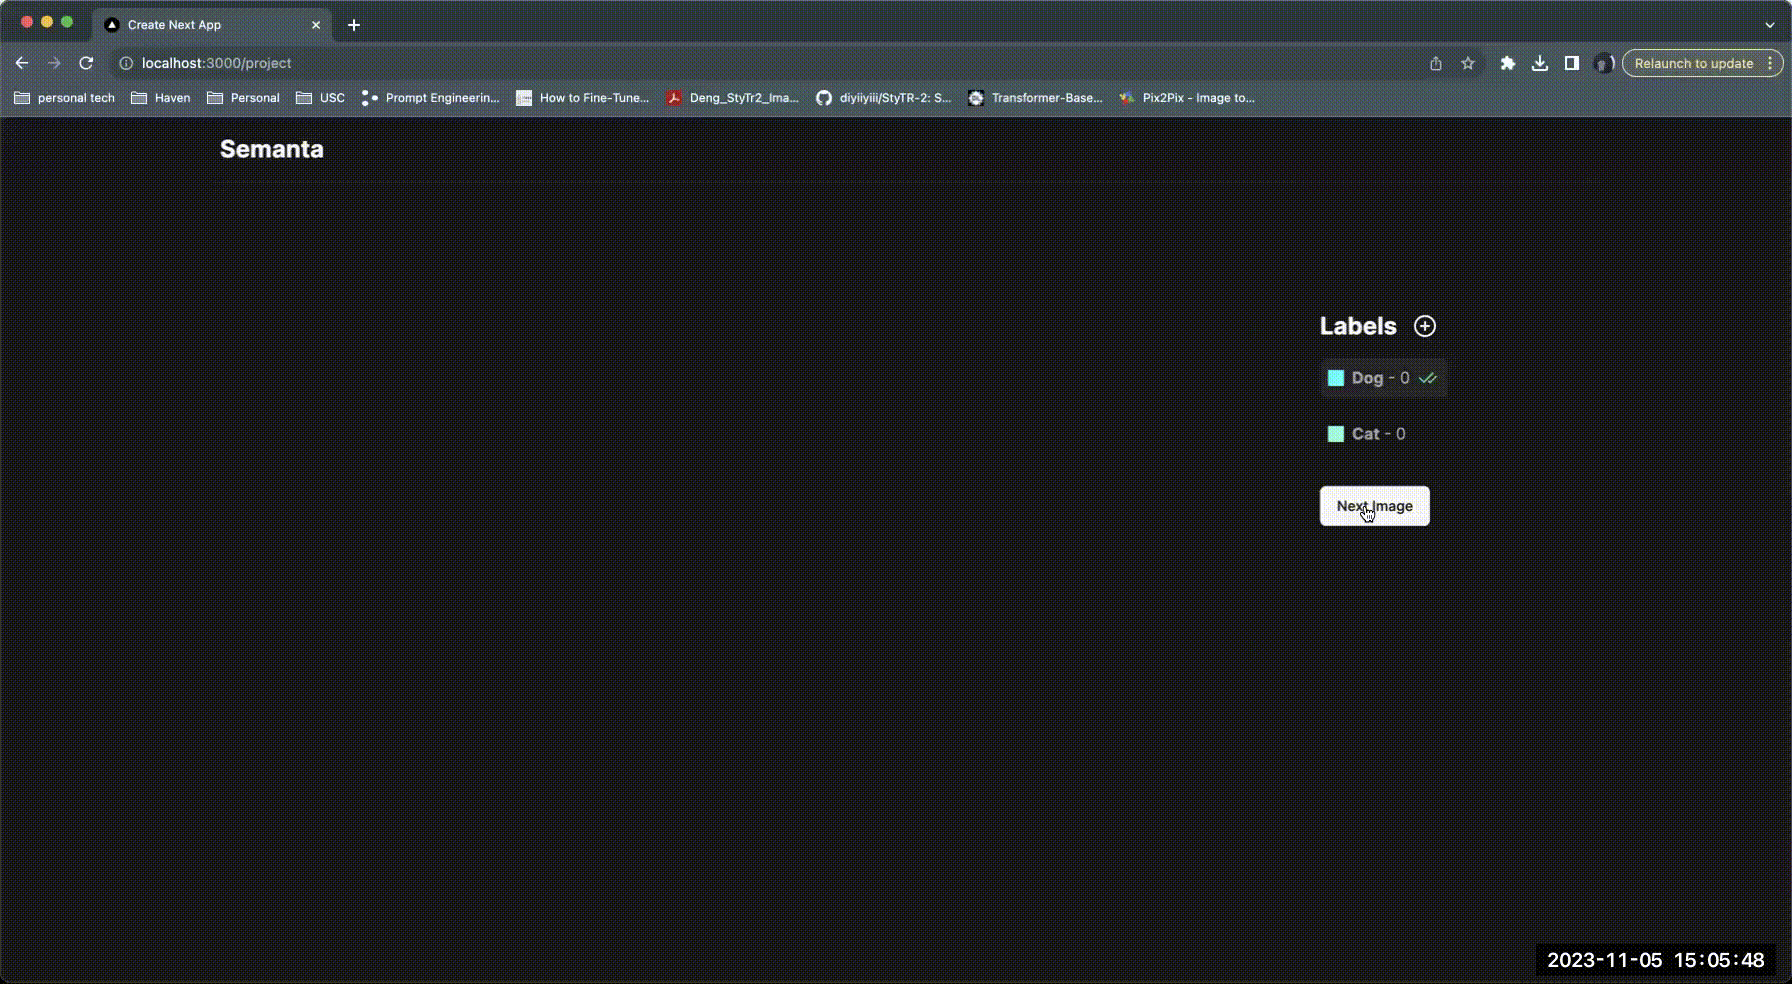 Create Next App
localhost:3000/project
Relaunch to update
personal tech
Haven
Personal
USC
Prompt Engineerin...
How to Fine-Tune...
Deng_StyTr2_Ima...
diyiiyiii/StyTR-2: S...
Transformer-Base...
Pix2Pix - Image to...
Semanta
Labels
Dog - 0
Cat - 0
Next Image
2023-11-05 15:05:48